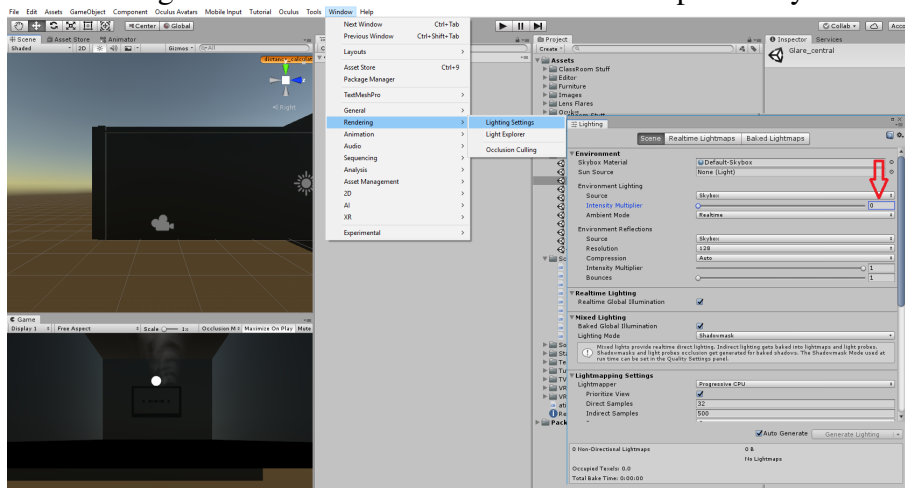 File Edit Assets GameObject Component Oculus Avatars Mobile Input Tutorial Oculus Tools Window Help
Center Global
Collab
Scene Asset Store Animator
Shaded 2D Gizmos
Right
Next Window Ctrl+Tab
Previous Window Ctrl+Shift+Tab
Layouts
Asset Store Ctrl+9
Package Manager
TextMeshPro
General
Rendering
Animation
Audio
Sequencing
Analysis
Asset Management
2D
AI
XR
Experimental
Lighting Settings
Light Explorer
Occlusion Culling
Project
Create
Assets
ClassRoom Stuff
Editor
Furniture
Images
Lens Flares
Inspector Services
Glare_central
Lighting
Scene Realtime Lightmaps Baked Lightmaps
Environment
Skybox Material Default-Skybox
Sun Source None (Light)
Environment Lighting
Source Skybox
Intensity Multiplier 0
Ambient Mode Realtime
Environment Reflections
Source Skybox
Resolution 128
Compression Auto
Intensity Multiplier 1
Bounces 1
Realtime Lighting
Realtime Global Illumination
Mixed Lighting
Baked Global Illumination
Lighting Mode Shadowmask
Mixed lights provide realtime direct lighting. Indirect lighting gets baked into lightmaps and light probes.
Shadowmasks and light probes occlusion get generated for baked shadows. The Shadowmask Mode used at
run time can be set in the Quality Settings panel.
Lightmapping Settings
Lightmapper Progressive CPU
Prioritize View
Direct Samples 32
Indirect Samples 500
Auto Generate Generate Lighting
0 Non-Directional Lightmaps 0 B
No Lightmaps
Occupied Texels: 0.0
Total Bake Time: 0:00:00
Game
Display 1 Free Aspect Scale 1x Occlusion M Maximize On Play Mute